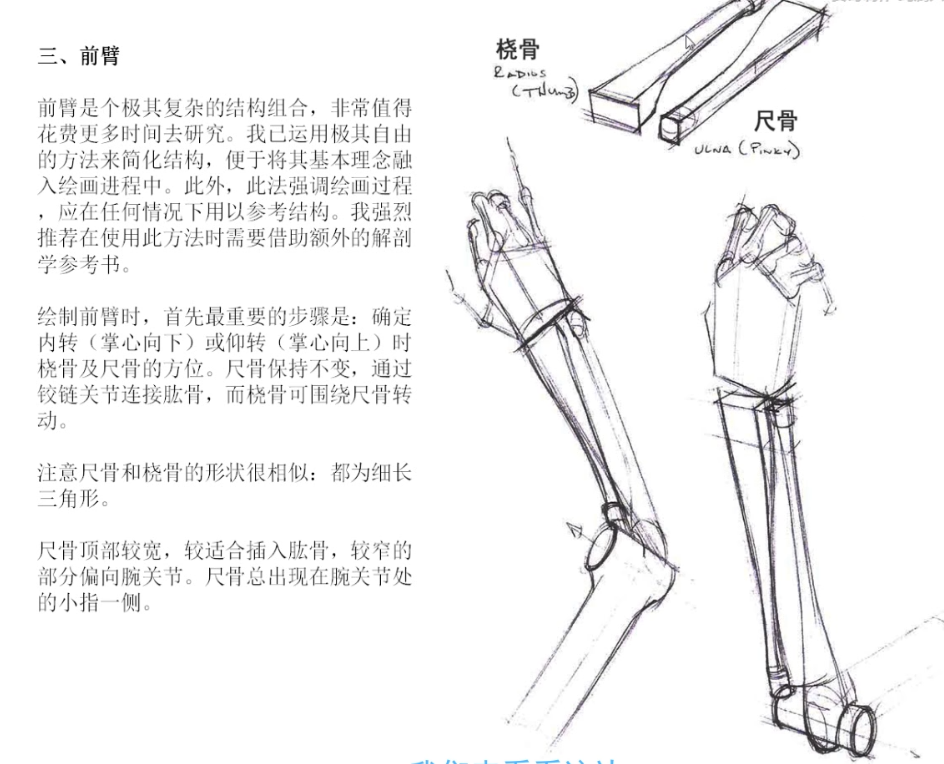 三、前臂
前臂是个极其复杂的结构组合，非常值得
花费更多时间去研究。我已运用极其自由
的方法来简化结构，便于将其基本理念融
入绘画进程中。此外，此法强调绘画过程
，应在任何情况下用以参考结构。我强烈
推荐在使用此方法时需要借助额外的解剖
学参考书。
绘制前臂时，首先最重要的步骤是：确定
内转（掌心向下）或仰转（掌心向上）时
桡骨及尺骨的方位。尺骨保持不变，通过
铰链关节连接肱骨，而桡骨可围绕尺骨转
动。
注意尺骨和桡骨的形状很相似：都为细长
三角形。
尺骨顶部较宽，较适合插入肱骨，较窄的
部分偏向腕关节。尺骨总出现在腕关节处
的小指一侧。
桡骨
RADIUS
(THUMB)
尺骨
ULNA (PINKY)